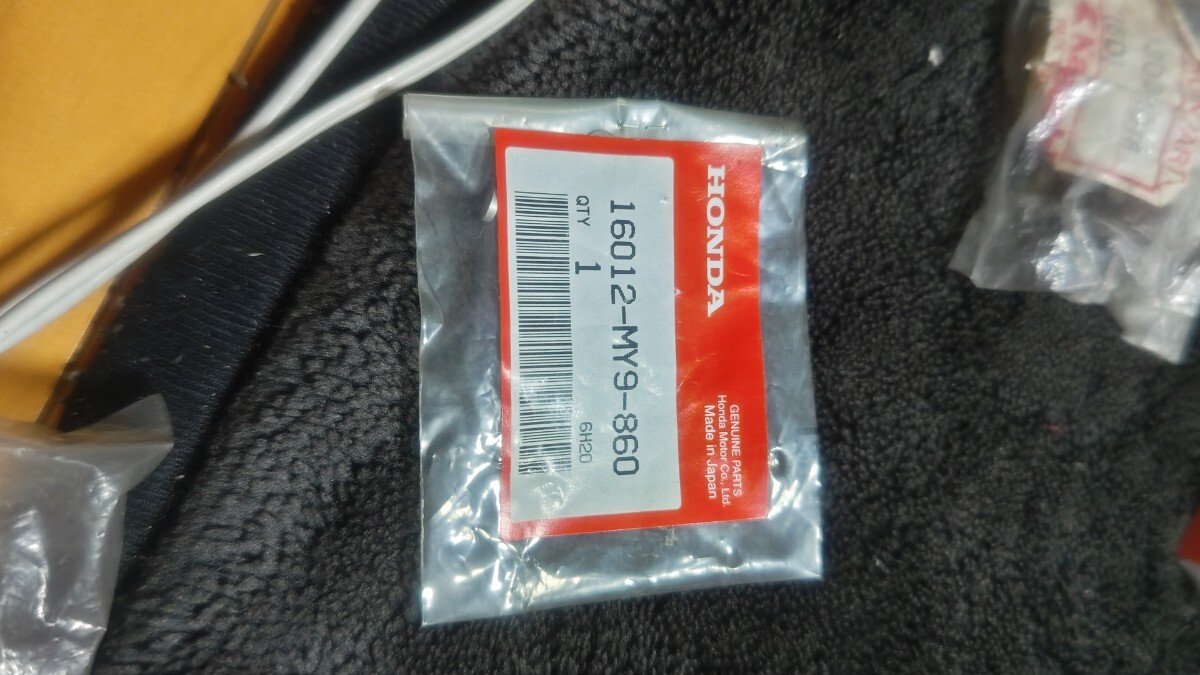 HONDA
GENUINE PARTS
Honda Motor Co., Ltd.
Made in Japan
16012-MY9-860
QTY 1
6H20